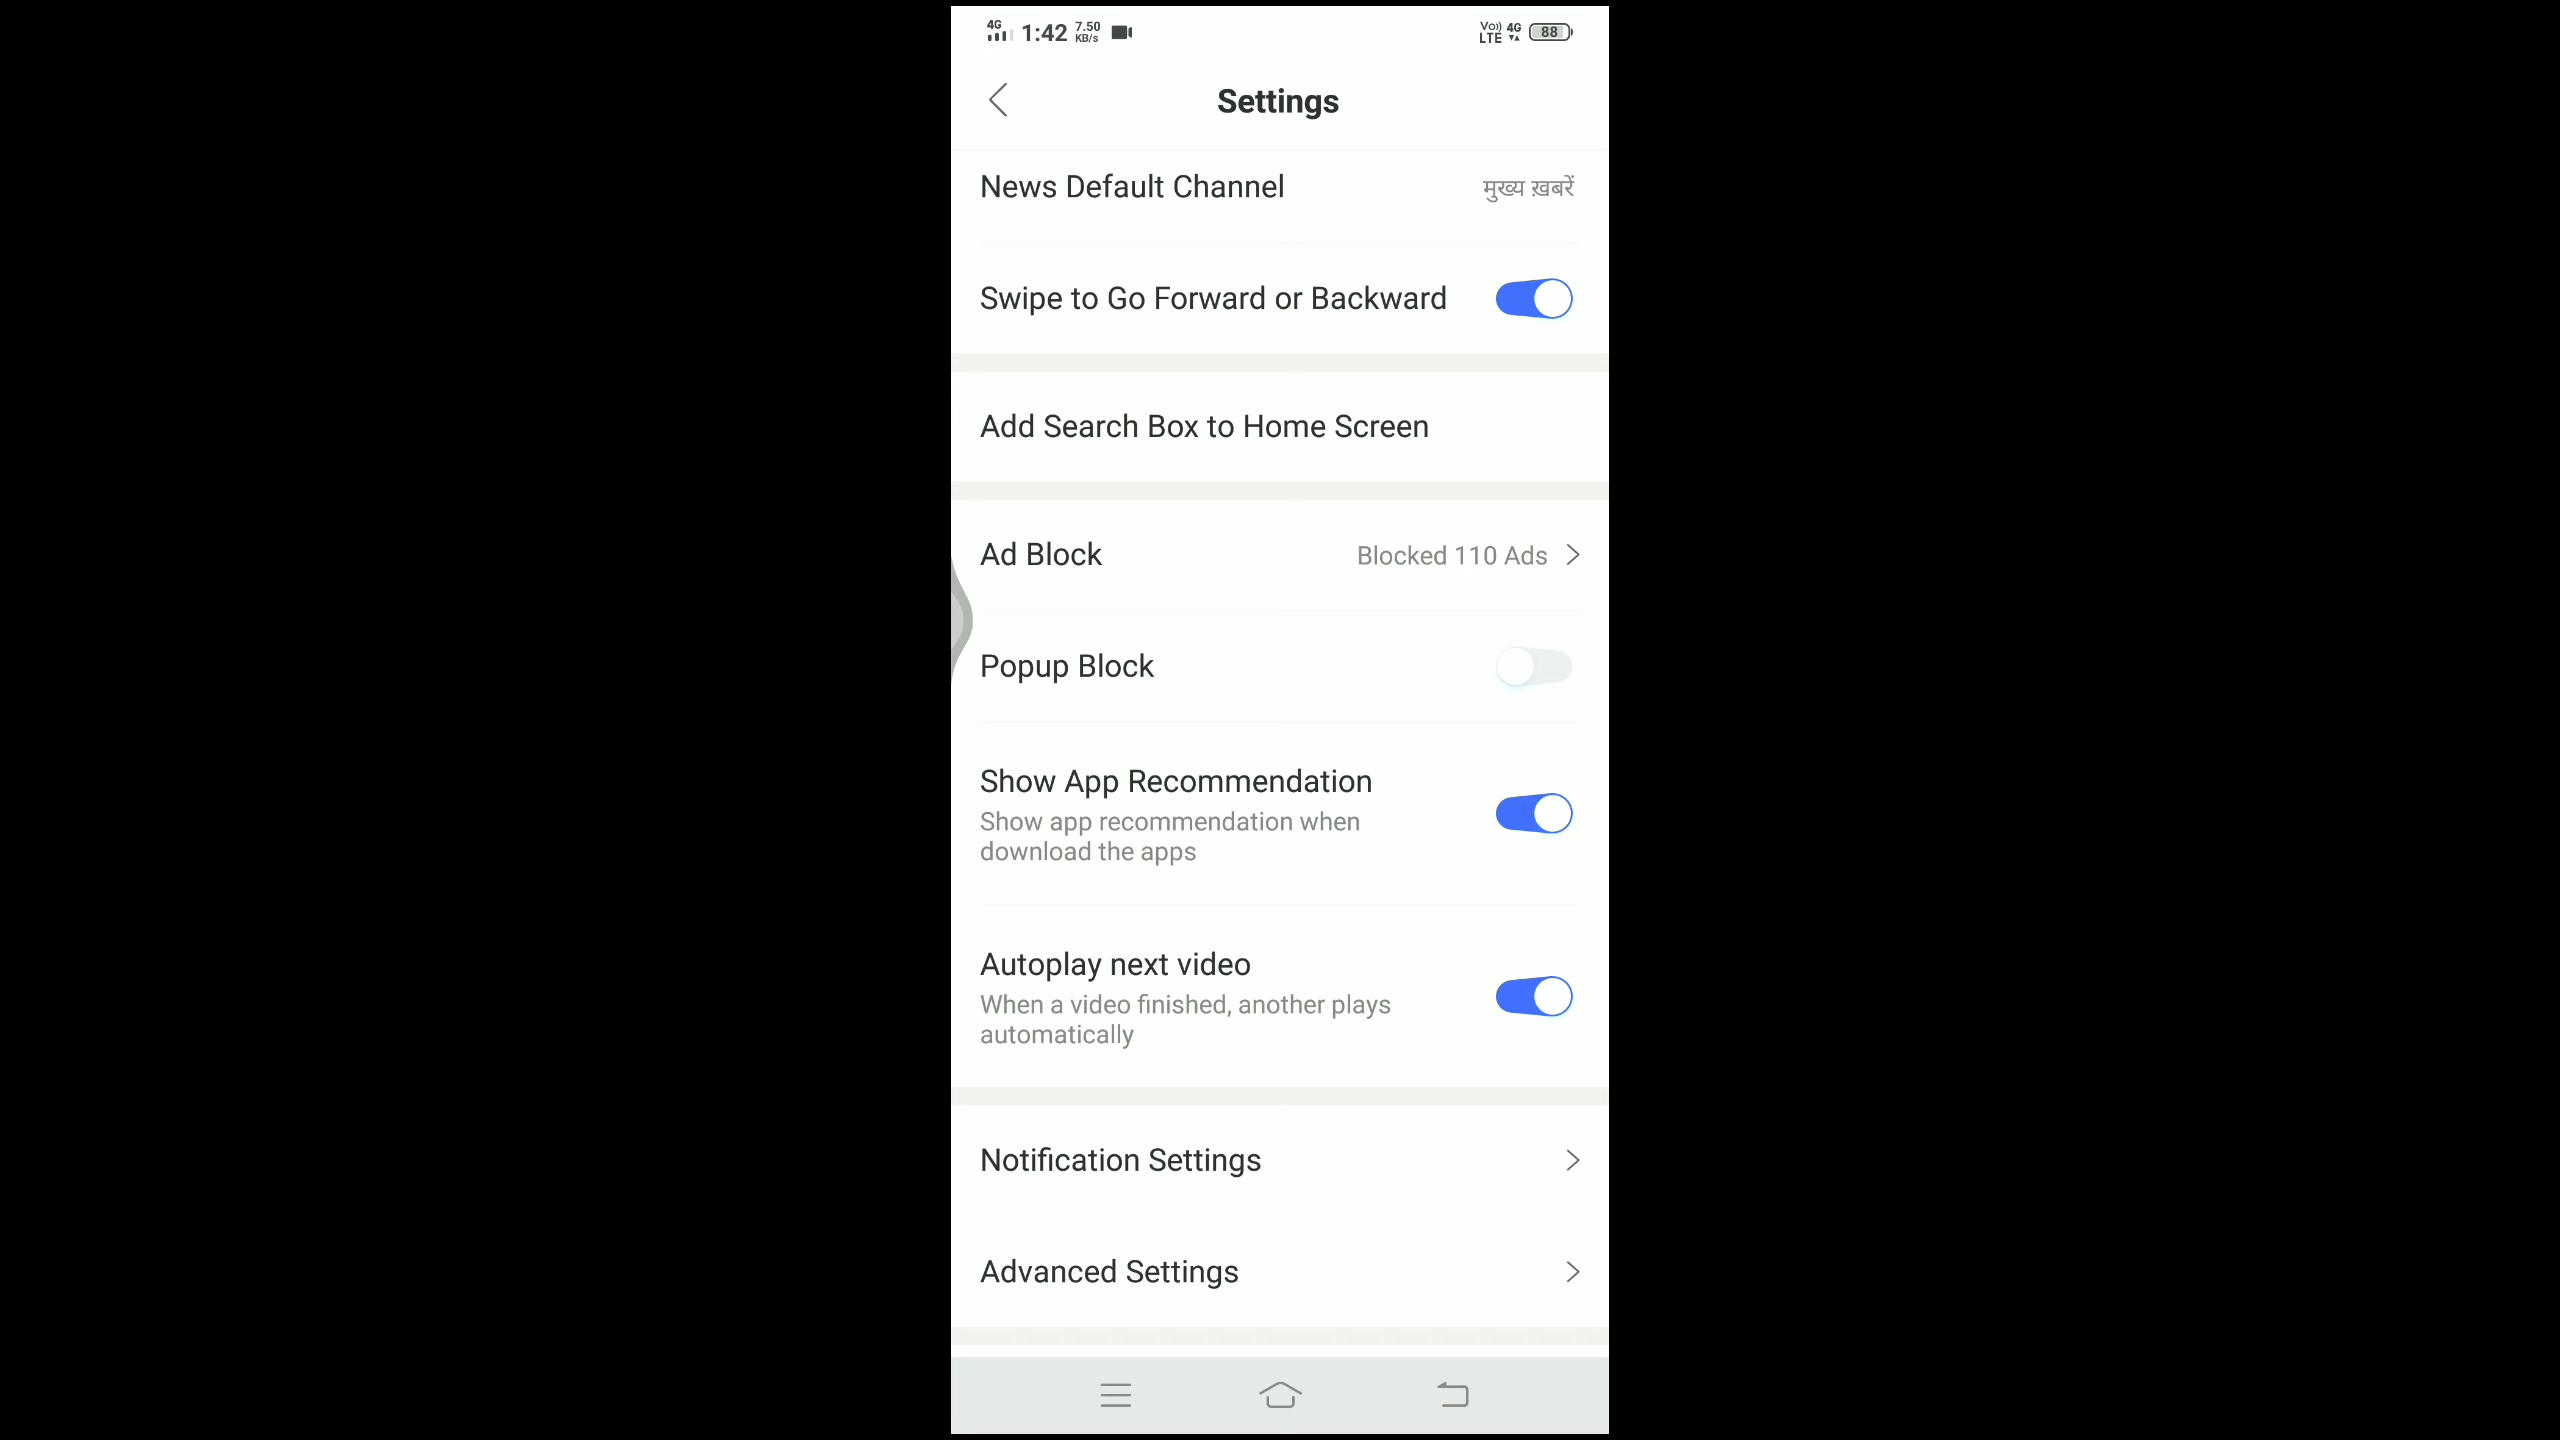 4G 1:42 7.50 KB/s Vo) LTE 4G 88
Settings
News Default Channel मुख्य ख़बरें
Swipe to Go Forward or Backward
Add Search Box to Home Screen
Ad Block Blocked 110 Ads
Popup Block
Show App Recommendation
Show app recommendation when
download the apps
Autoplay next video
When a video finished, another plays
automatically
Notification Settings
Advanced Settings